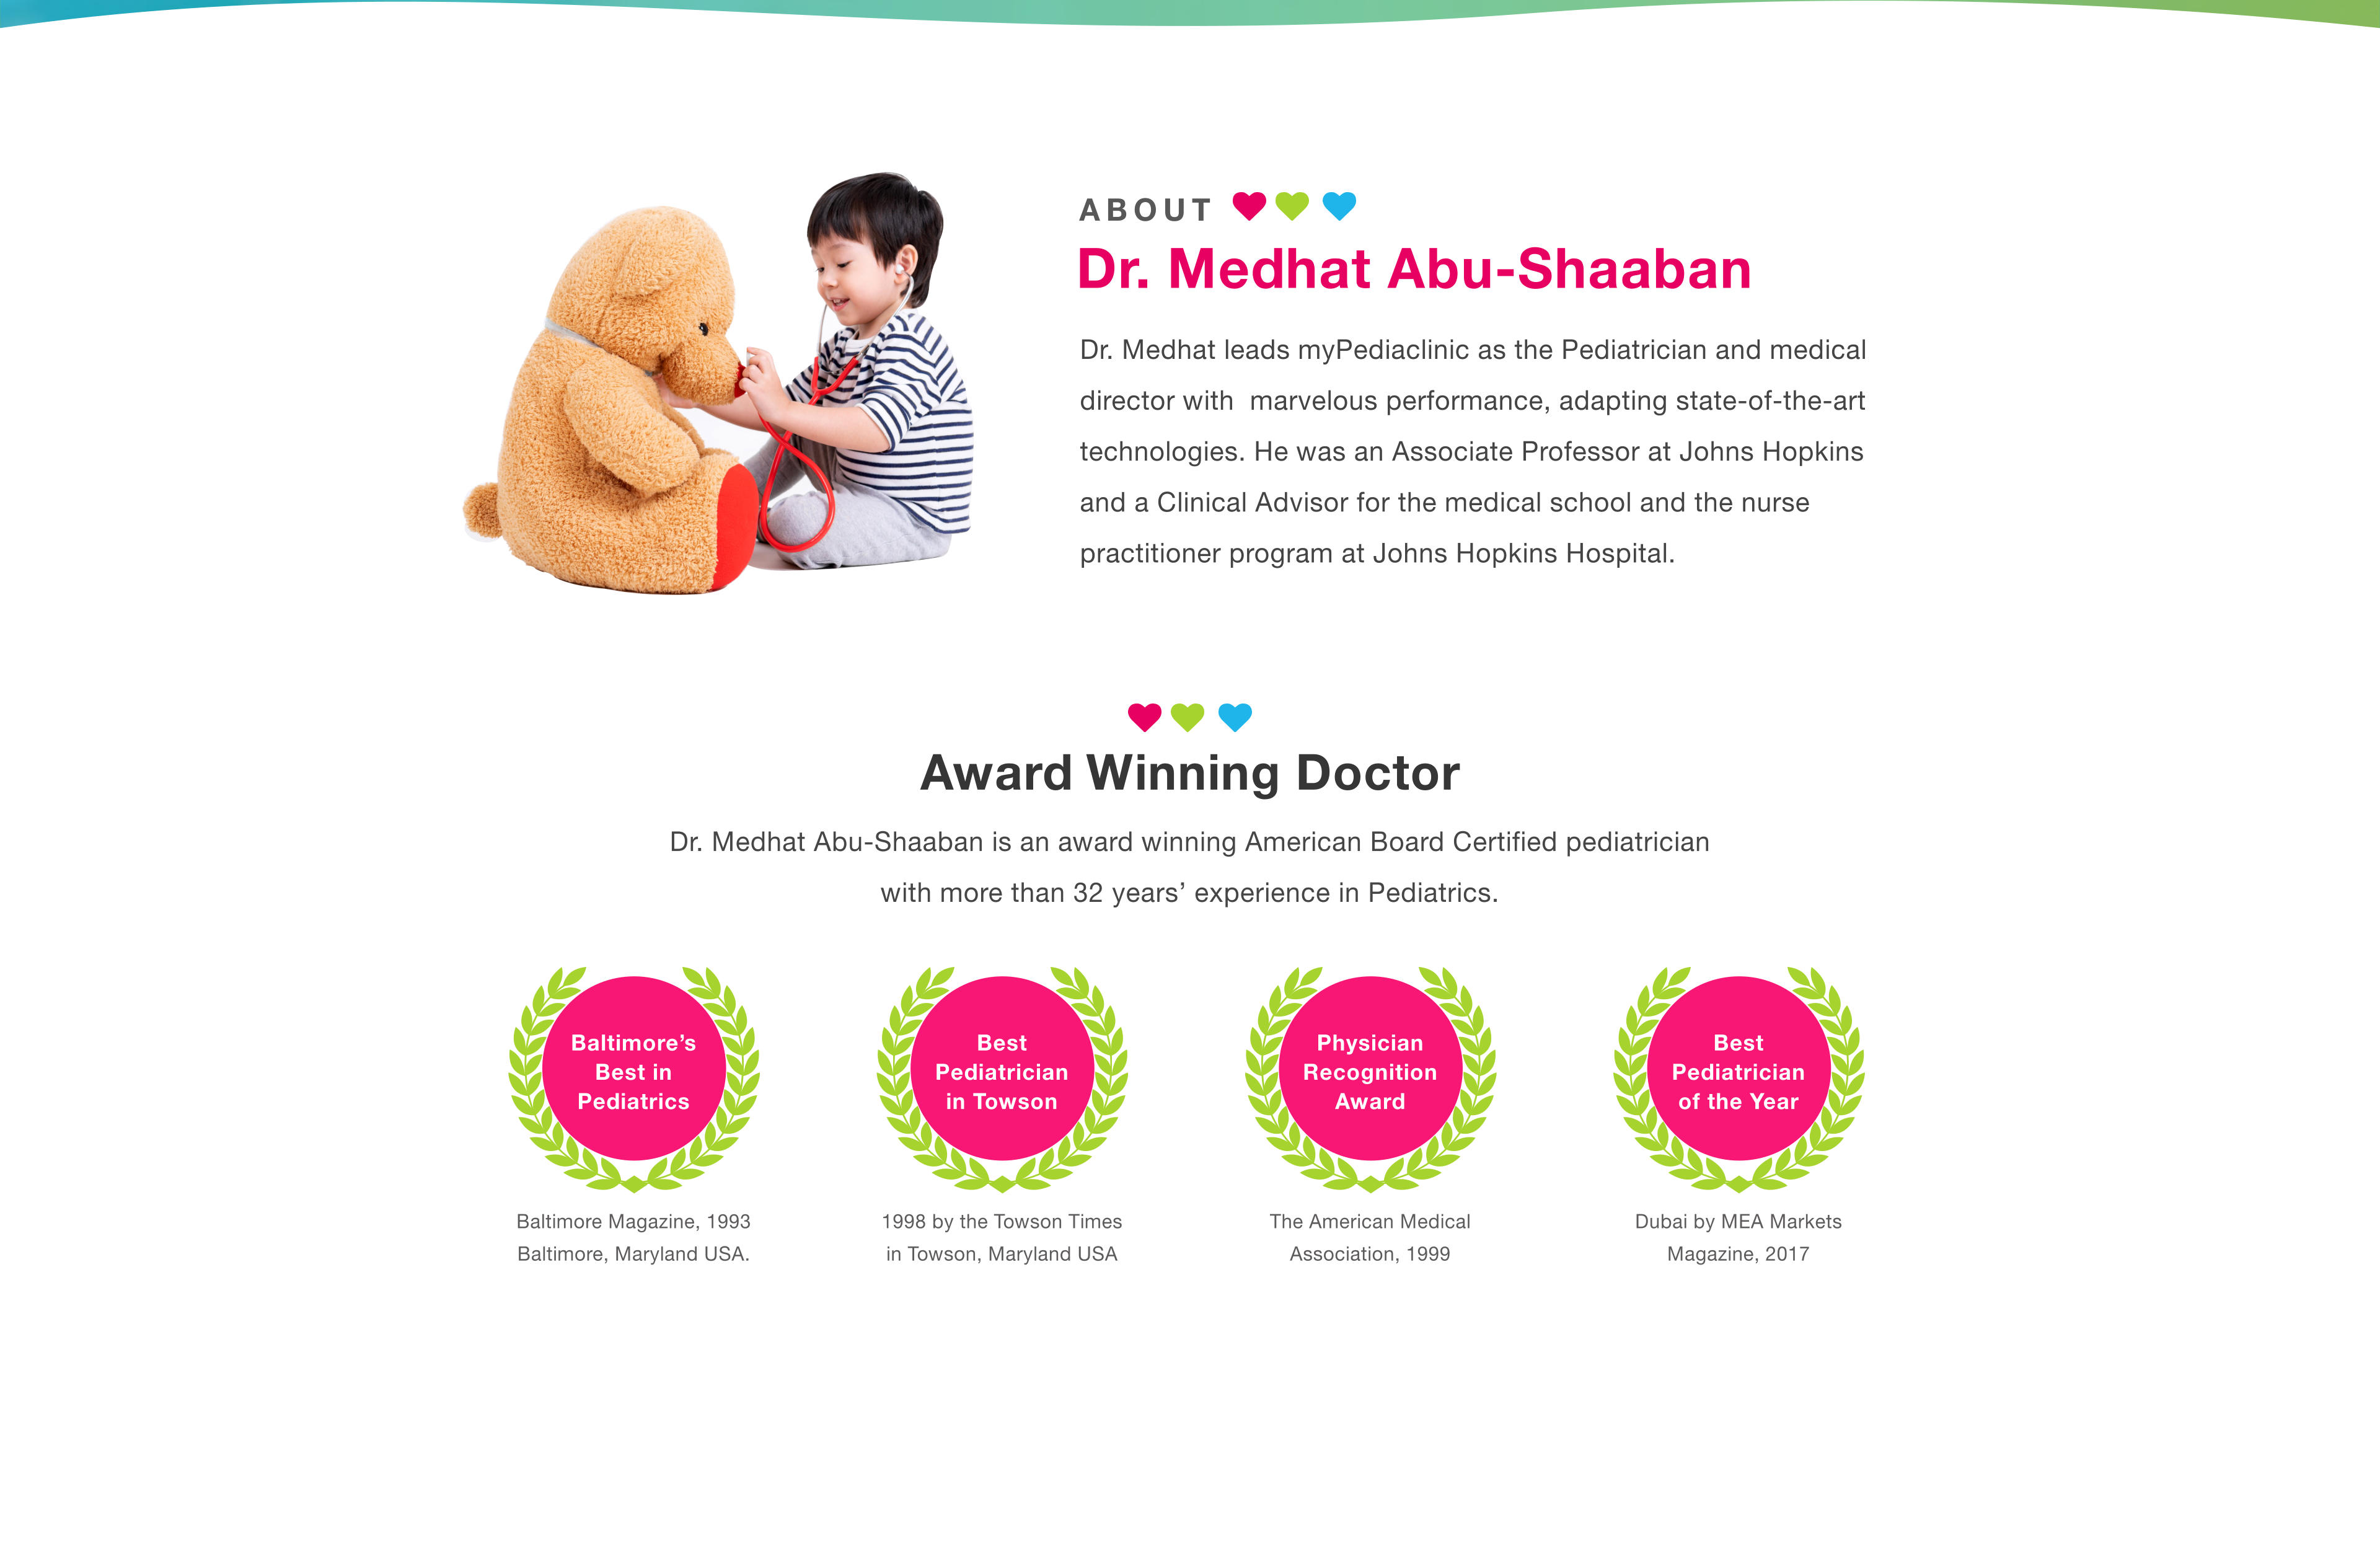 ABOUT
Dr. Medhat Abu-Shaaban
Dr. Medhat leads myPediaclinic as the Pediatrician and medical
director with  marvelous performance, adapting state-of-the-art
technologies. He was an Associate Professor at Johns Hopkins
and a Clinical Advisor for the medical school and the nurse
practitioner program at Johns Hopkins Hospital.
Award Winning Doctor
Dr. Medhat Abu-Shaaban is an award winning American Board Certified pediatrician
with more than 32 years’ experience in Pediatrics.
Baltimore’s
Best in
Pediatrics
Baltimore Magazine, 1993
Baltimore, Maryland USA.
Best
Pediatrician
in Towson
1998 by the Towson Times
in Towson, Maryland USA
Physician
Recognition
Award
The American Medical
Association, 1999
Best
Pediatrician
of the Year
Dubai by MEA Markets
Magazine, 2017